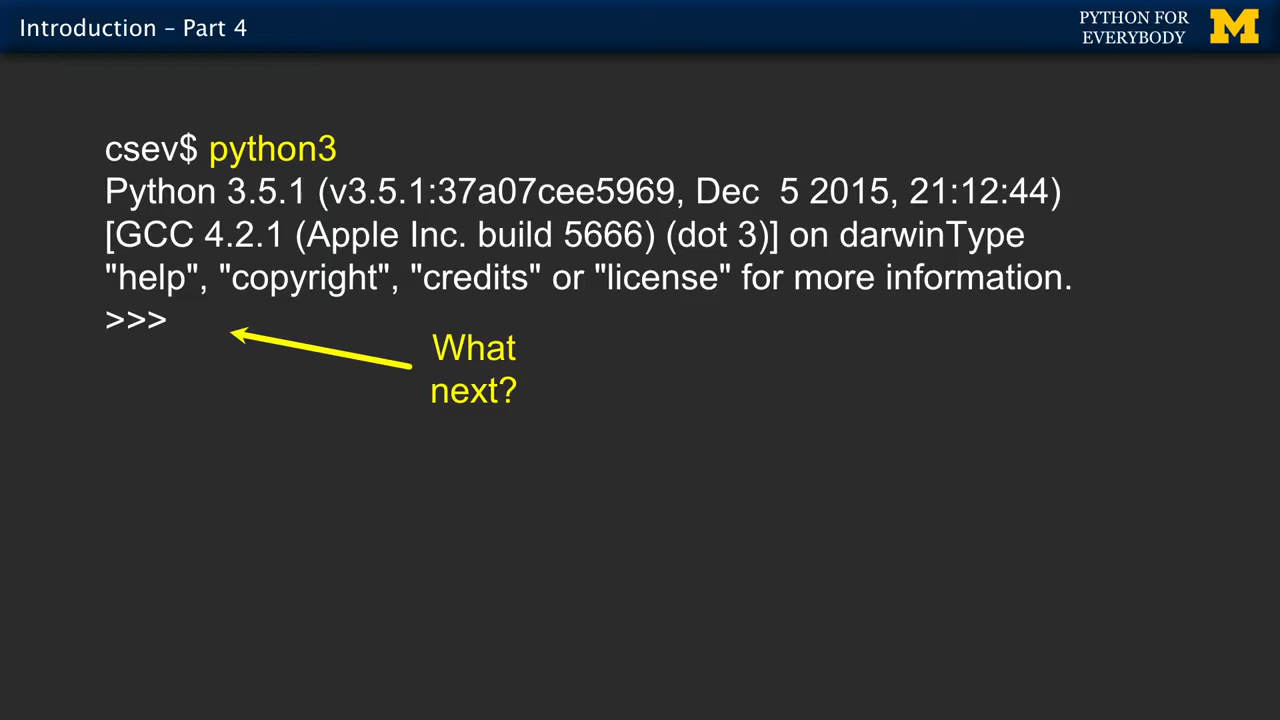 Introduction – Part 4
PYTHON FOR
EVERYBODY
M
csev$ python3
Python 3.5.1 (v3.5.1:37a07cee5969, Dec  5 2015, 21:12:44)
[GCC 4.2.1 (Apple Inc. build 5666) (dot 3)] on darwinType
"help", "copyright", "credits" or "license" for more information.
>>>
What
next?